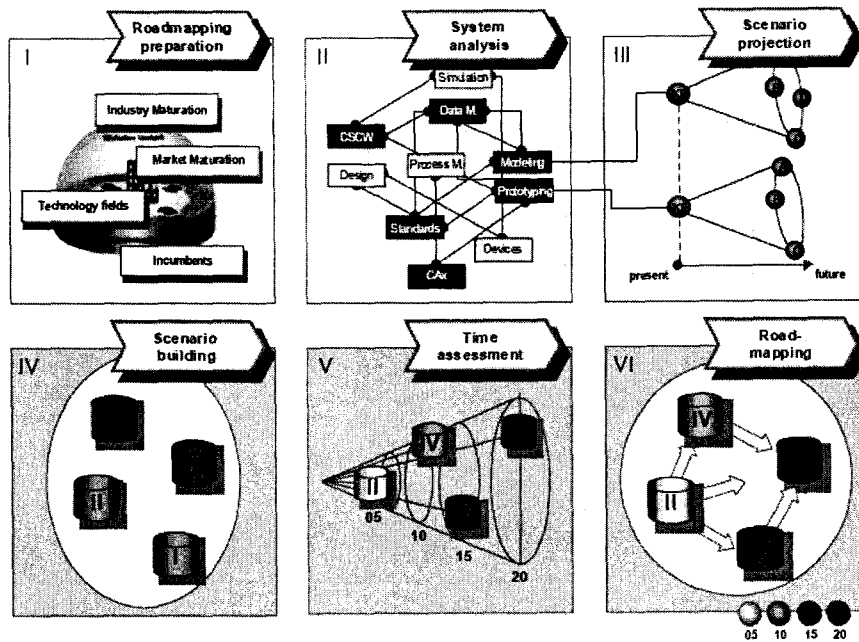 Roadmapping
preparation
I
Industry Maturation
Market Maturation
Technology fields
Incumbents
System
analysis
II
Simulation
Data M.
CSCW
Process M.
Modeling
Design
Prototyping
Standards
Devices
CAx
Scenario
projection
III
present
future
Scenario
building
IV
II
I
Time
assessment
V
IV
II
05
10
15
20
Road-
mapping
VI
IV
II
05 10 15 20